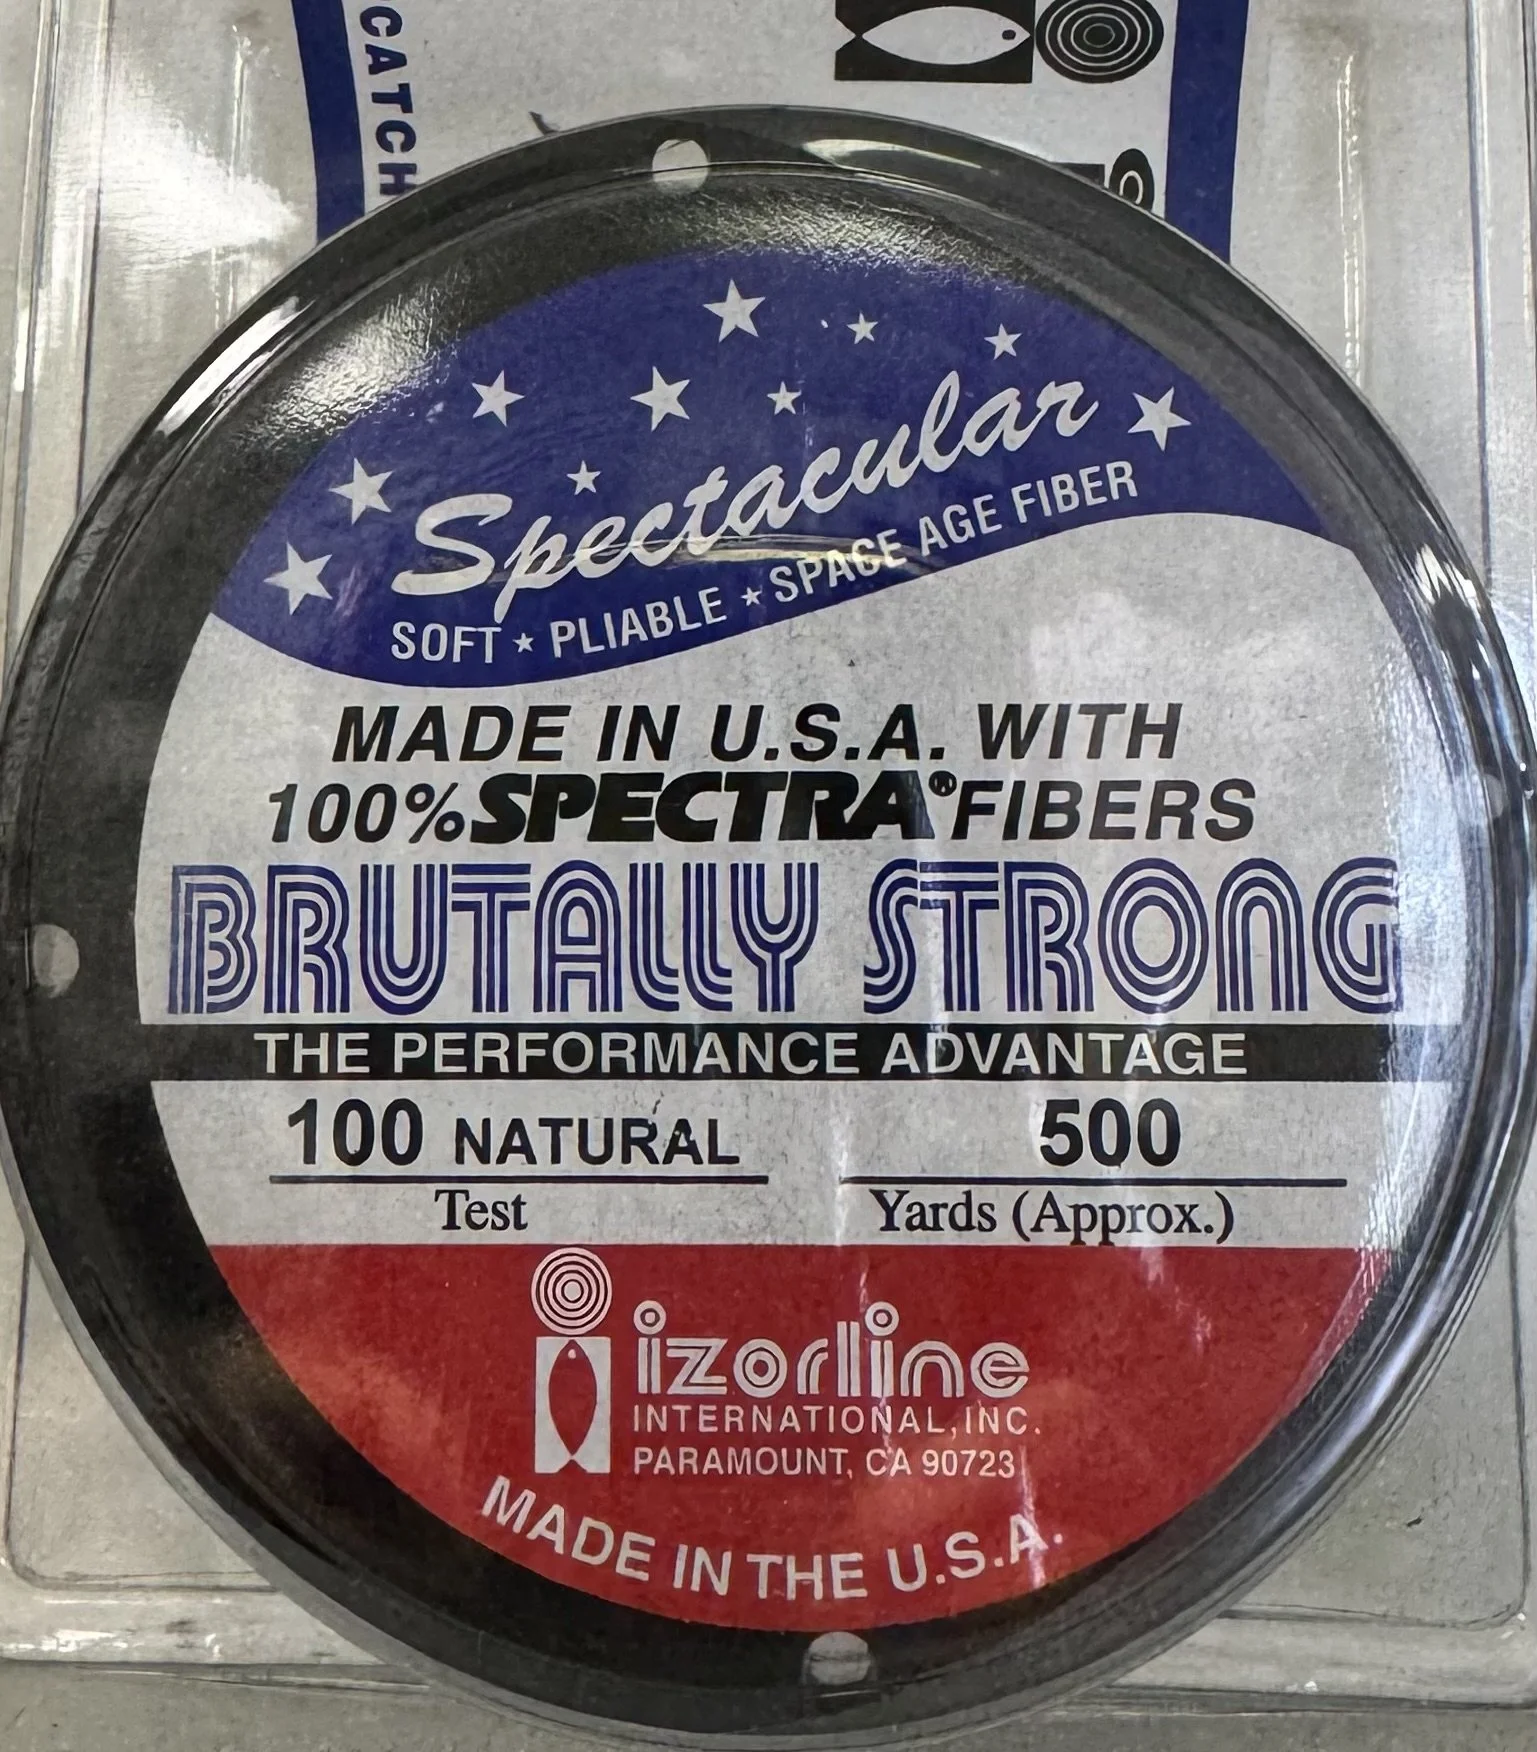 CATCH
Spectacular
SOFT ★ PLIABLE ★ SPACE AGE FIBER
MADE IN U.S.A. WITH
100% SPECTRA® FIBERS
BRUTALLY STRONG
THE PERFORMANCE ADVANTAGE
100 NATURAL
Test
500
Yards (Approx.)
izorline
INTERNATIONAL, INC.
PARAMOUNT, CA 90723
MADE IN THE U.S.A.